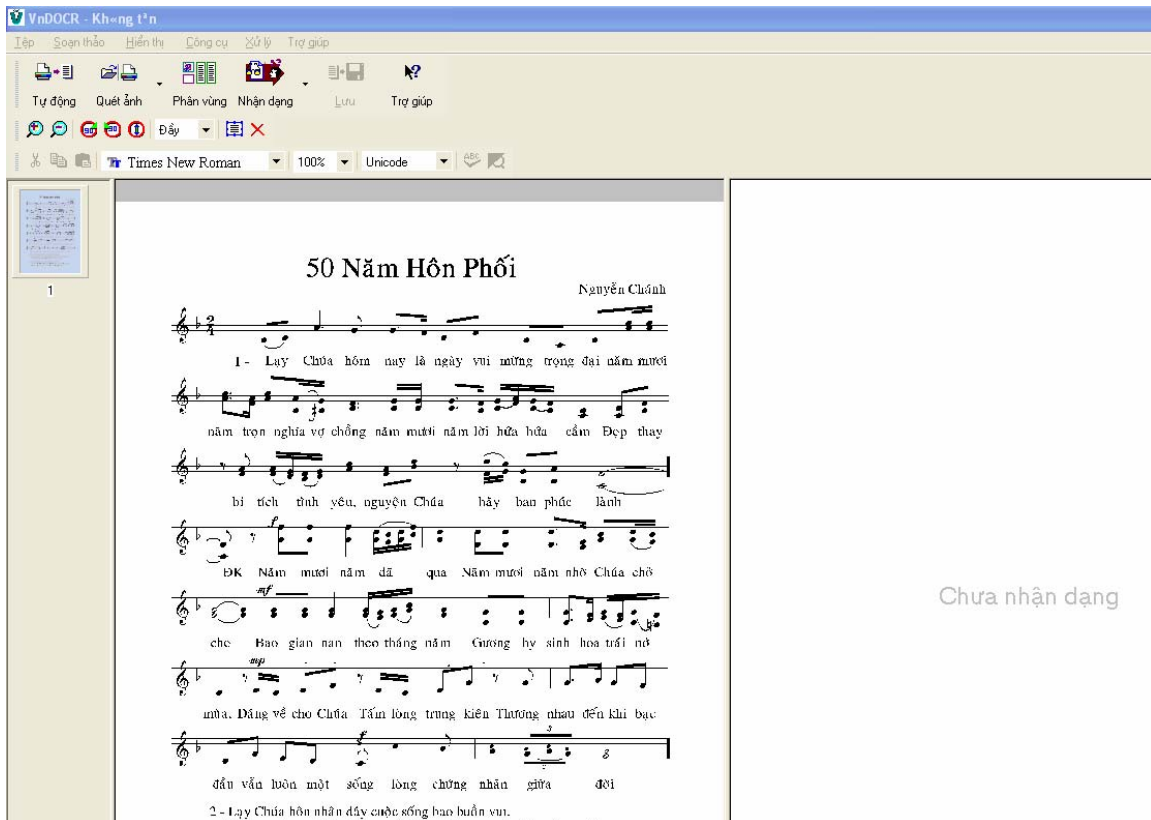 VnDOCR - Kh«ng tªn
Tệp Soạn thảo Hiển thị Công cụ Xử lý Trợ giúp
Tự động Quét ảnh Phân vùng Nhận dạng Lưu Trợ giúp
Đầy
Times New Roman 100% Unicode
1
50 Năm Hôn Phối
Nguyễn Chánh
1 - Lạy Chúa hôm nay là ngày vui mừng trọng đại năm mươi
năm trọn nghĩa vợ chồng năm mươi năm lời hứa hứa cầm Đẹp thay
bí tích tình yêu, nguyện Chúa hãy ban phúc lành
f
ĐK Năm mươi năm đã qua Năm mươi năm nhờ Chúa chở
mf
che Bao gian nan theo tháng năm Gương hy sinh hoa trái nở
mp
mùa. Dâng về cho Chúa Tấm lòng trung kiên Thương nhau đến khi bạc
f 3
đầu vẫn luôn một sống lòng chứng nhân giữa đời
2 - Lạy Chúa hôn nhân dây cuộc sống bao buồn vui.
Chưa nhận dạng